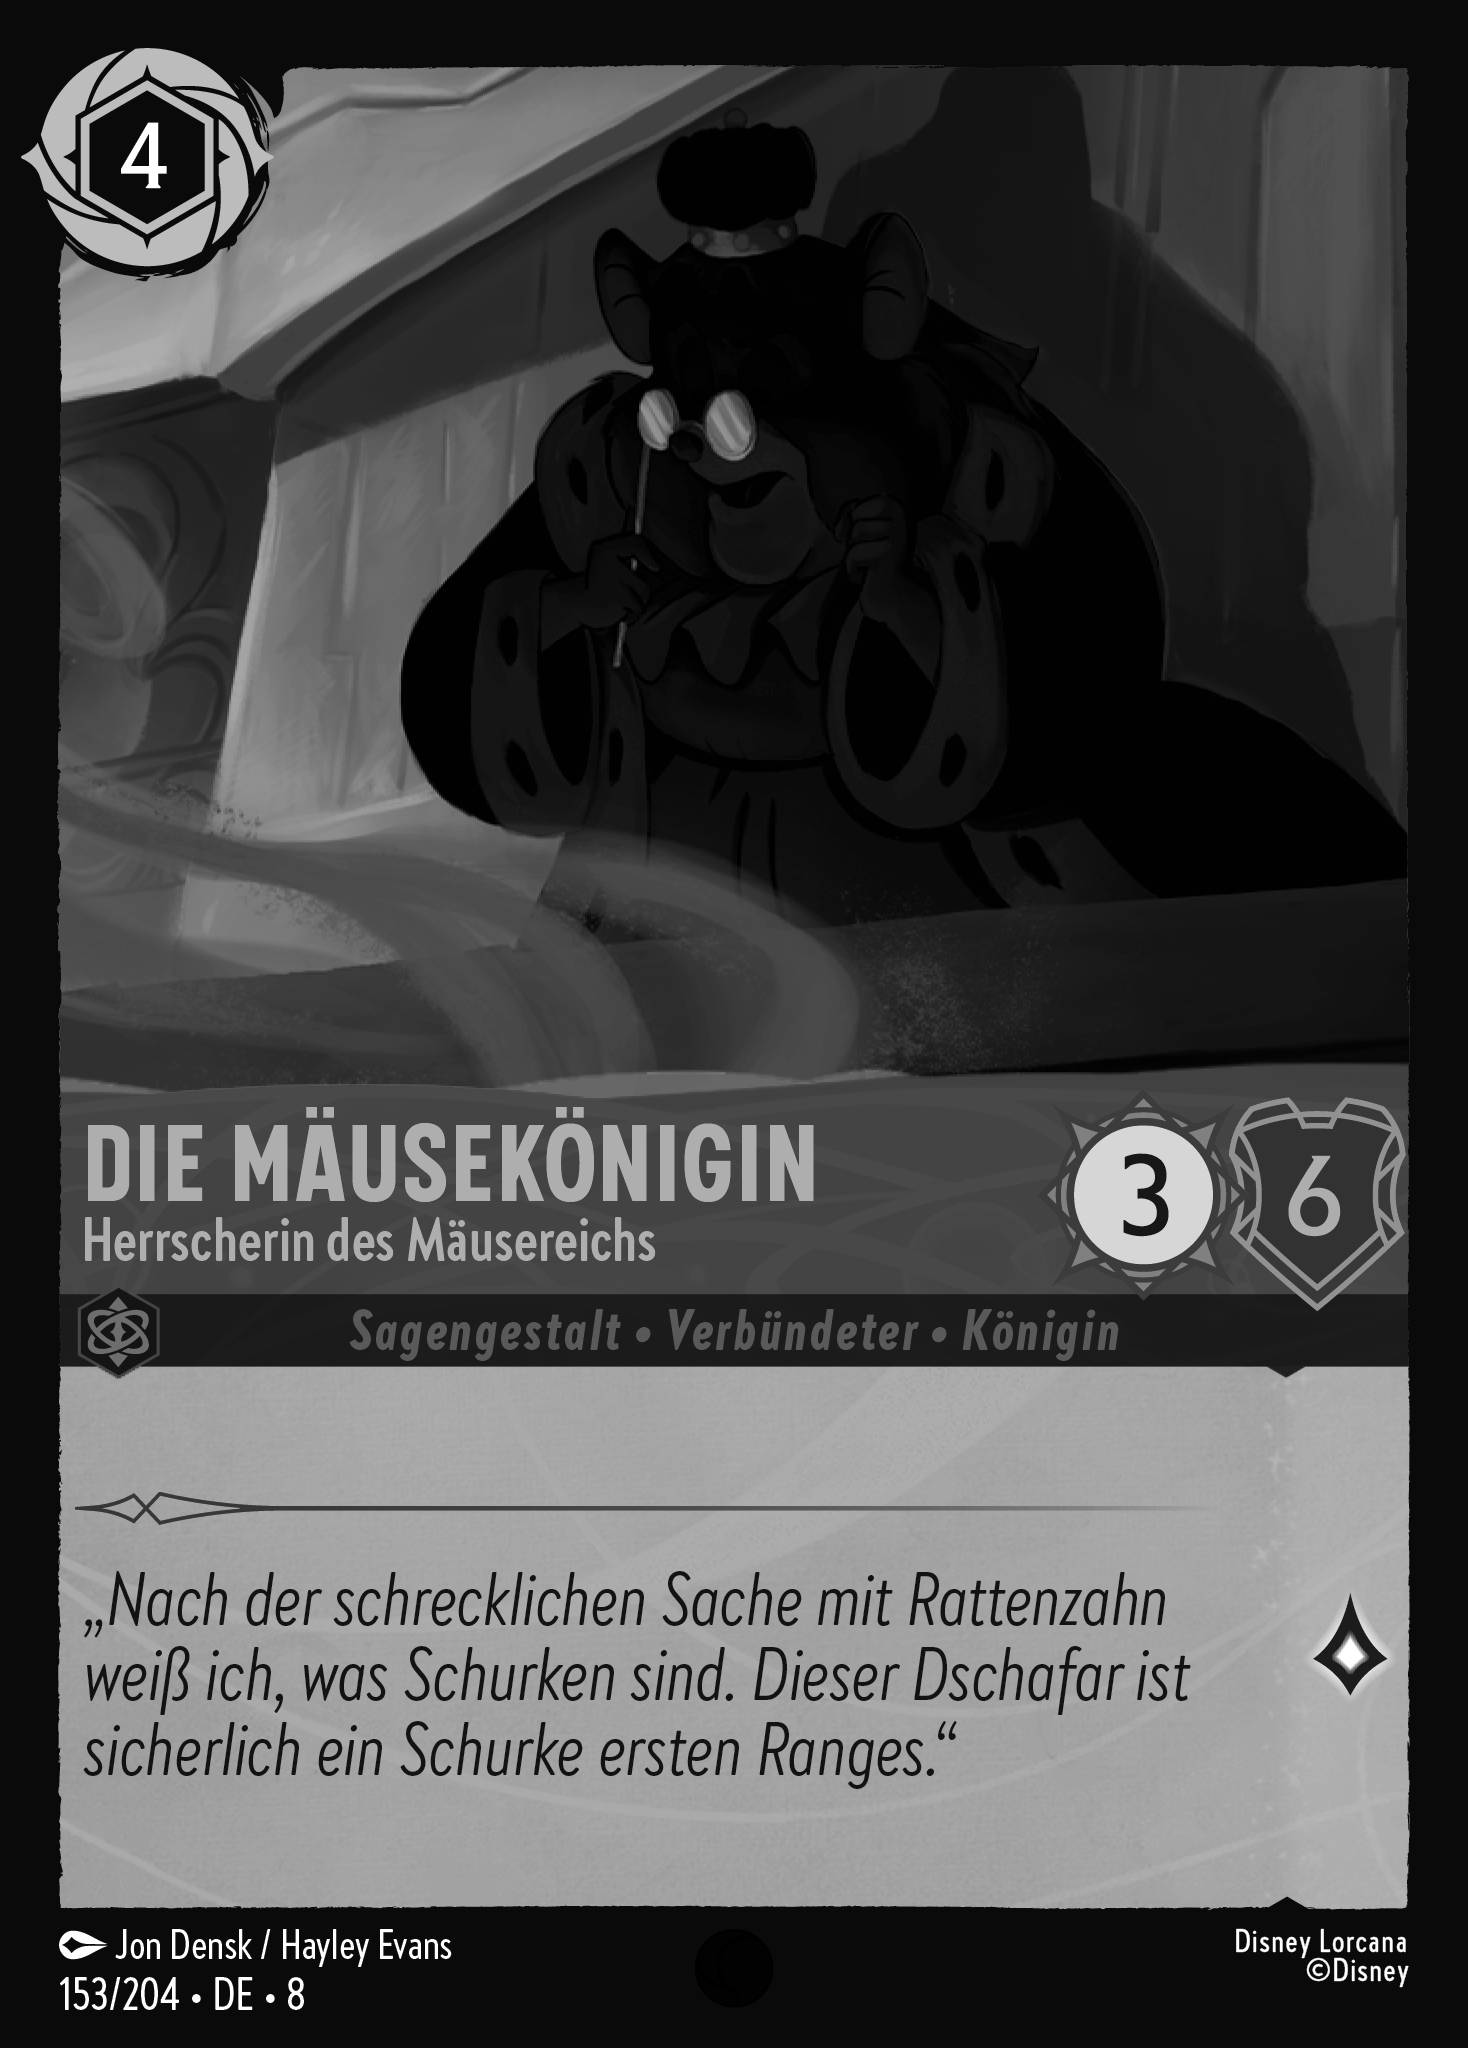 4
DIE MÄUSEKÖNIGIN
Herrscherin des Mäusereichs
3
6
Sagengestalt • Verbündeter • Königin
„Nach der schrecklichen Sache mit Rattenzahn
weiß ich, was Schurken sind. Dieser Dschafar ist
sicherlich ein Schurke ersten Ranges.“
Jon Densk / Hayley Evans
153/204 • DE • 8
Disney Lorcana
©Disney